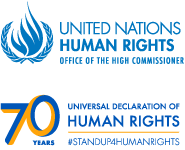 UNITED NATIONS
HUMAN RIGHTS
OFFICE OF THE HIGH COMMISSIONER
70 YEARS
UNIVERSAL DECLARATION OF
HUMAN RIGHTS
#STANDUP4HUMANRIGHTS